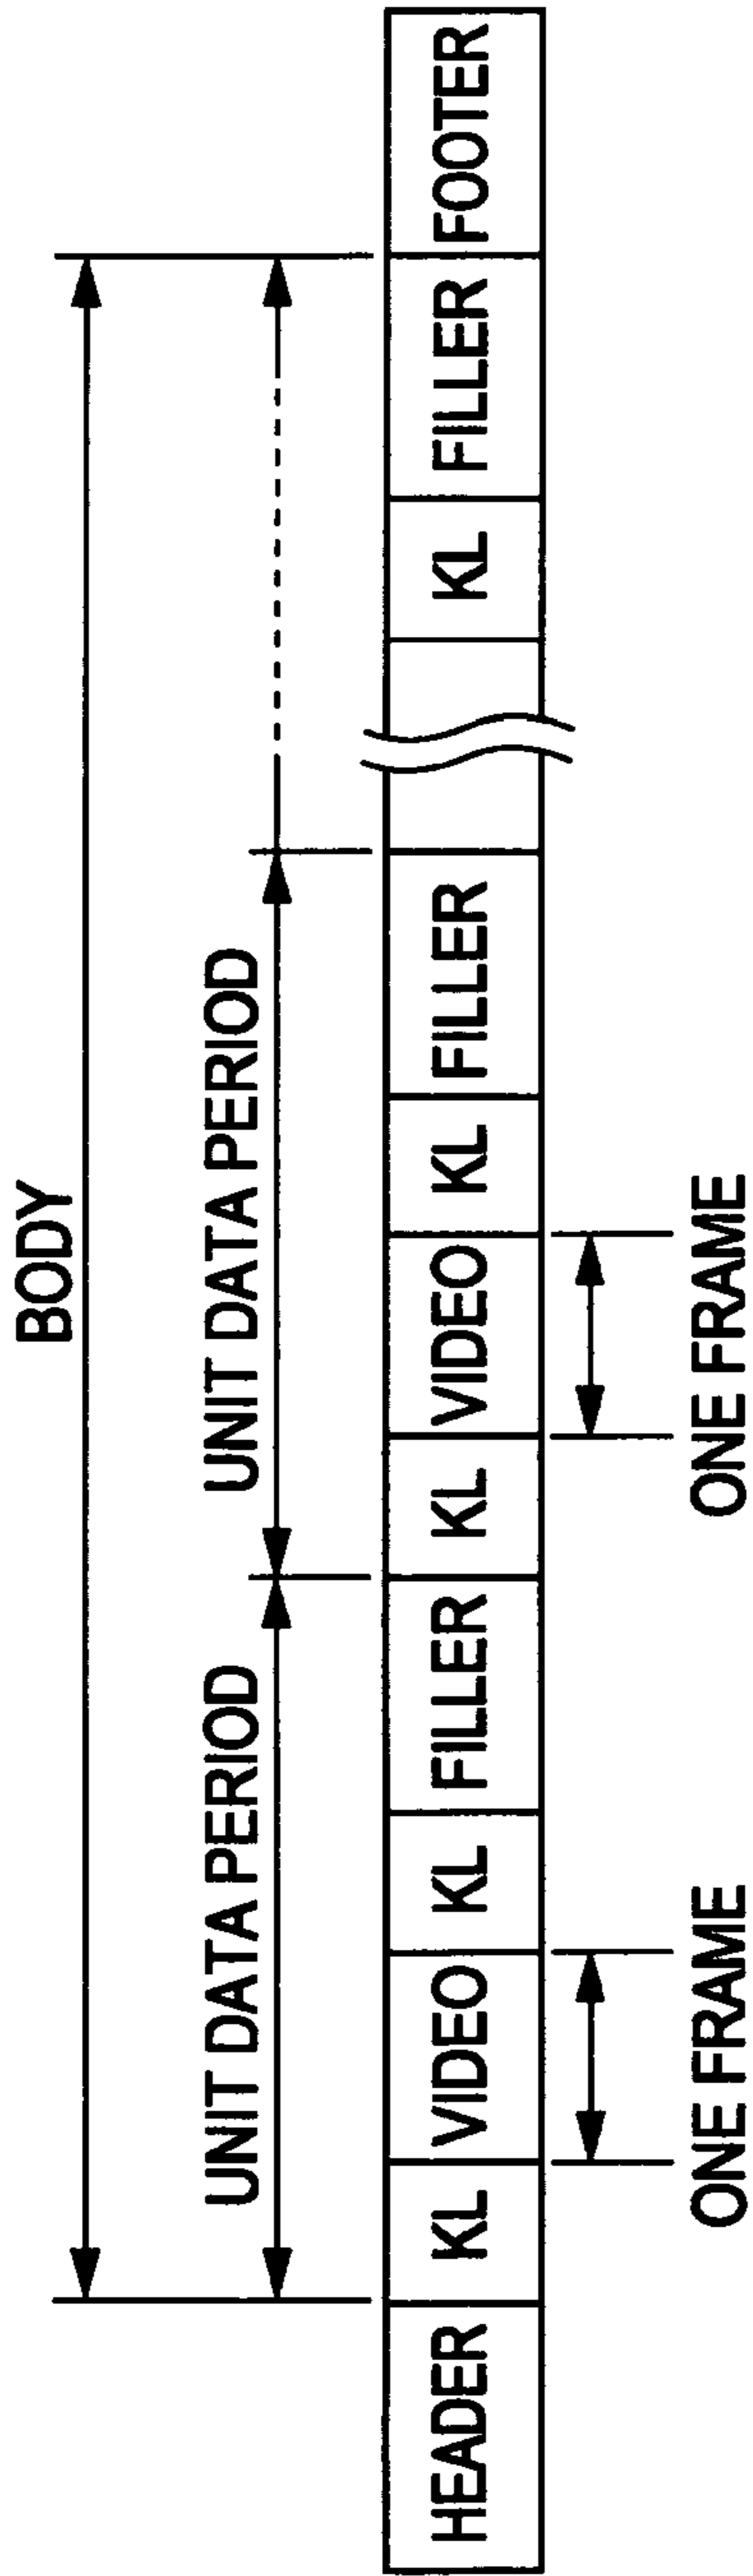 BODY
UNIT DATA PERIOD UNIT DATA PERIOD
HEADER KL VIDEO KL FILLER KL VIDEO KL FILLER KL FILLER FOOTER
ONE FRAME ONE FRAME